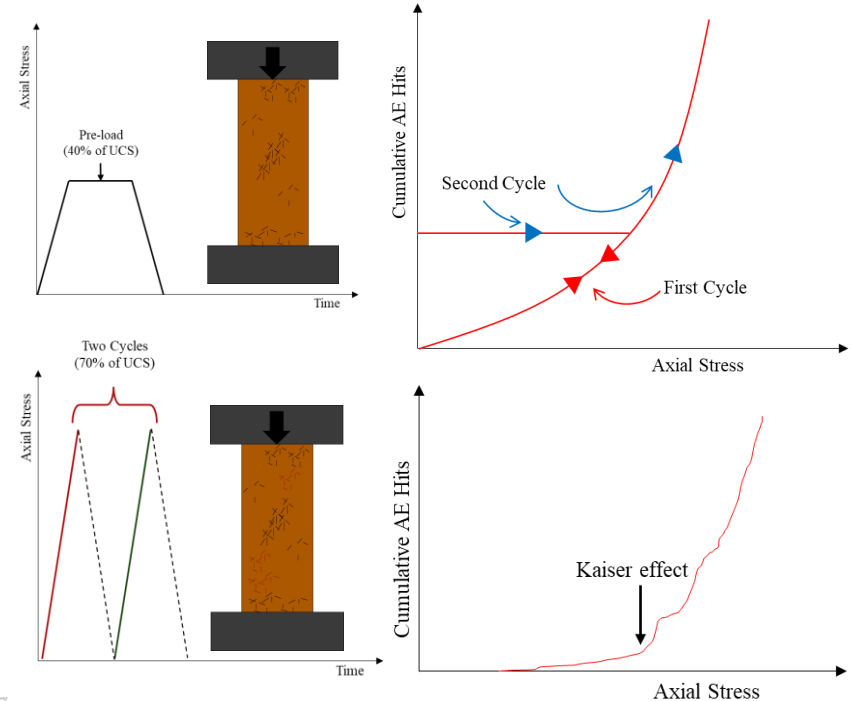 Axial Stress
Pre-load
(40% of UCS)
Time
Cumulative AE Hits
Second Cycle
First Cycle
Axial Stress
Two Cycles
(70% of UCS)
Axial Stress
Time
Cumulative AE Hits
Kaiser effect
Axial Stress